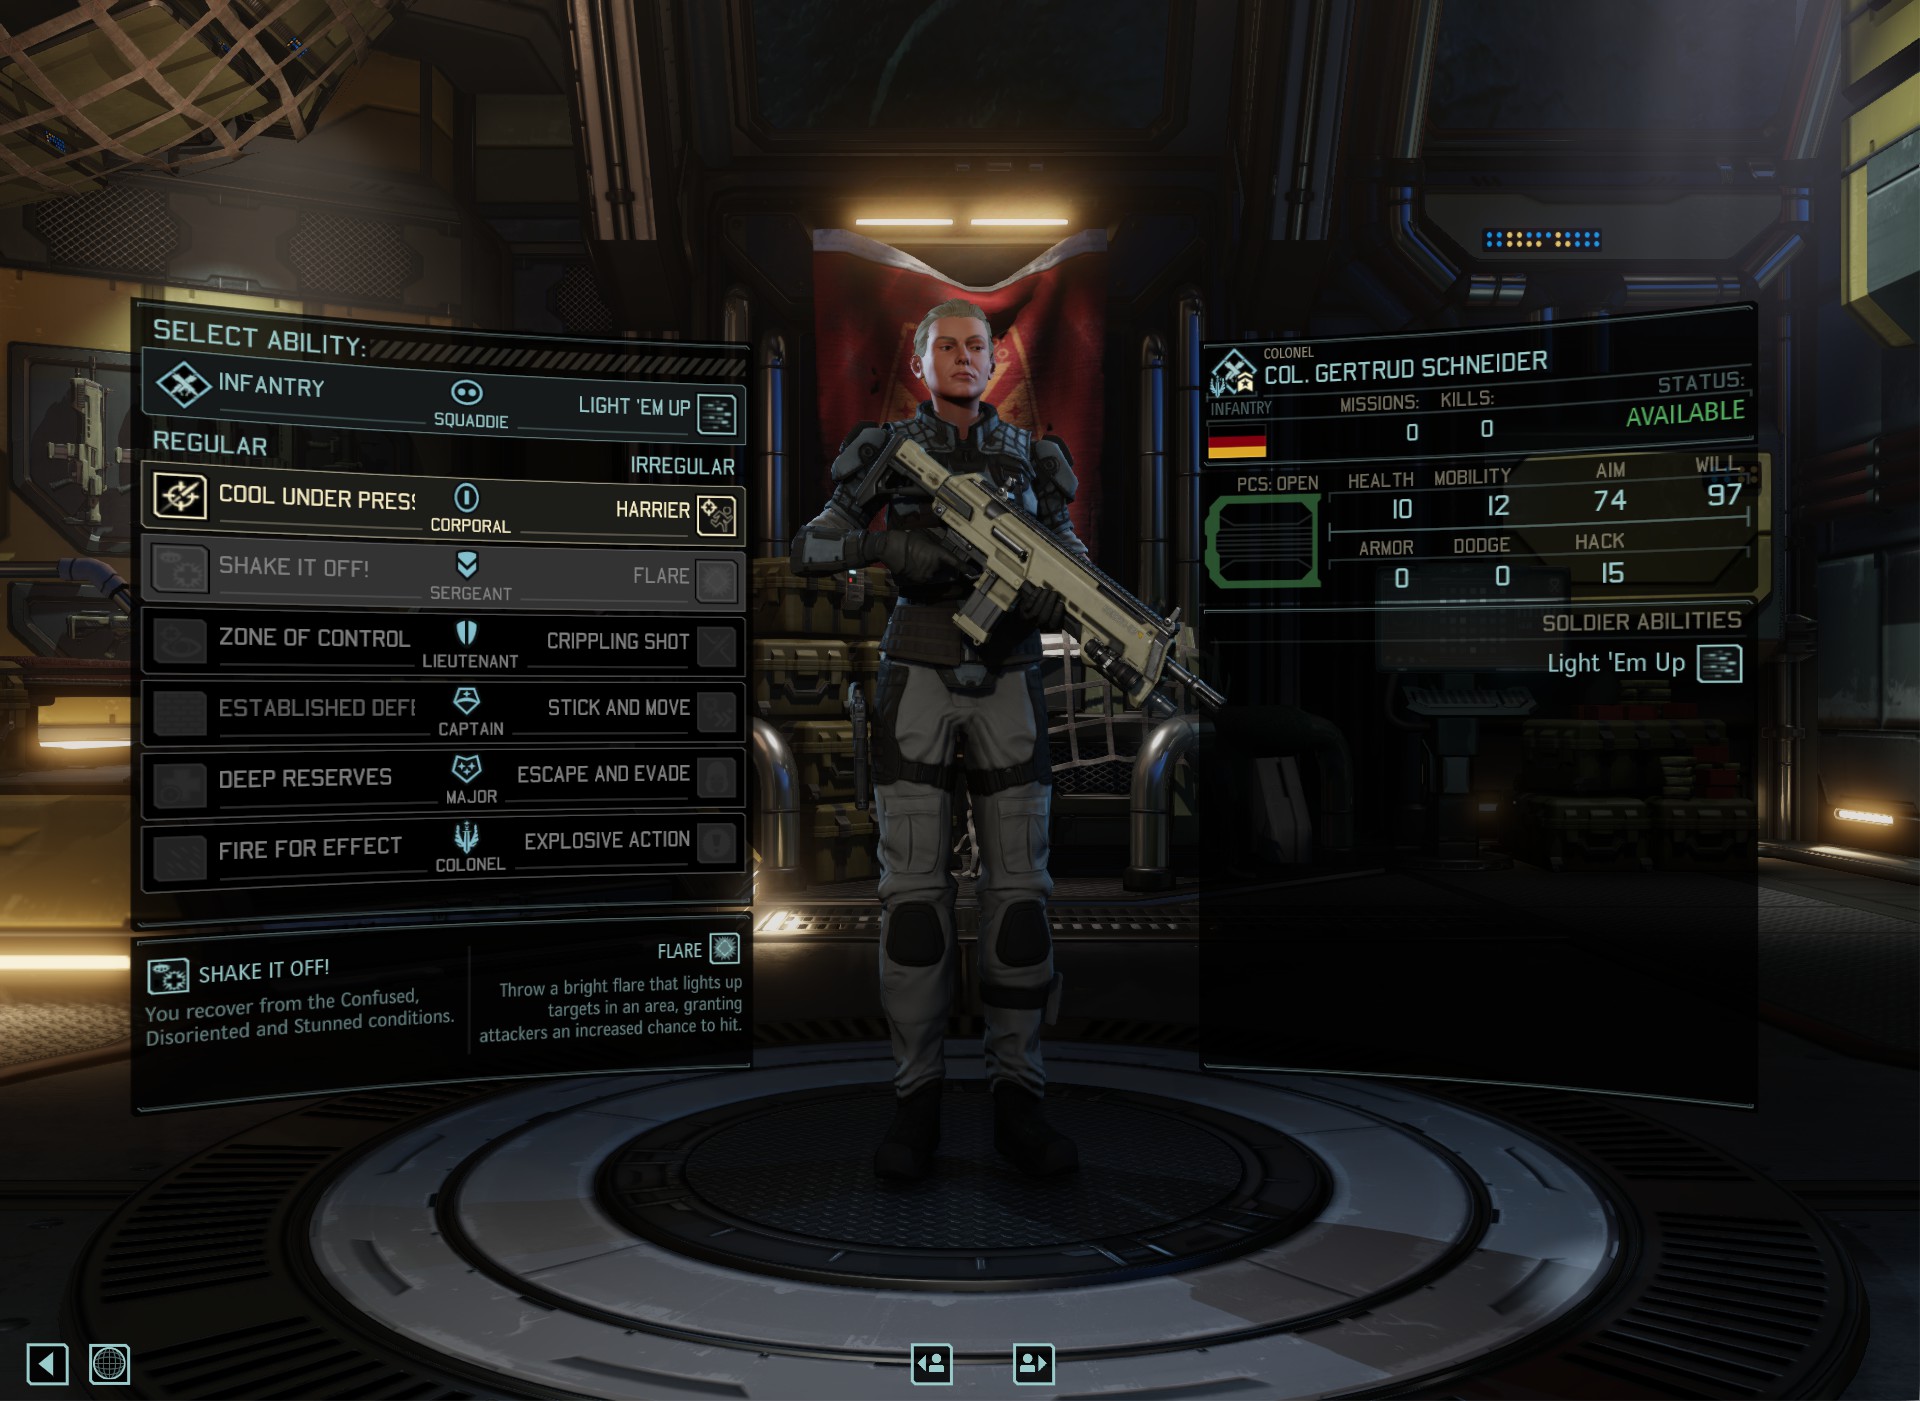 SELECT ABILITY:
INFANTRY
SQUADDIE
LIGHT 'EM UP
REGULAR
IRREGULAR
COOL UNDER PRES
CORPORAL
HARRIER
SHAKE IT OFF!
SERGEANT
FLARE
ZONE OF CONTROL
LIEUTENANT
CRIPPLING SHOT
ESTABLISHED DEF
CAPTAIN
STICK AND MOVE
DEEP RESERVES
MAJOR
ESCAPE AND EVADE
FIRE FOR EFFECT
COLONEL
EXPLOSIVE ACTION
SHAKE IT OFF!
You recover from the Confused,
Disoriented and Stunned conditions.
FLARE
Throw a bright flare that lights up
targets in an area, granting
attackers an increased chance to hit.
COLONEL
COL. GERTRUD SCHNEIDER
INFANTRY
MISSIONS: KILLS: STATUS:
0 0 AVAILABLE
PCS: OPEN
HEALTH MOBILITY AIM WILL
10 12 74 97
ARMOR DODGE HACK
0 0 15
SOLDIER ABILITIES
Light 'Em Up